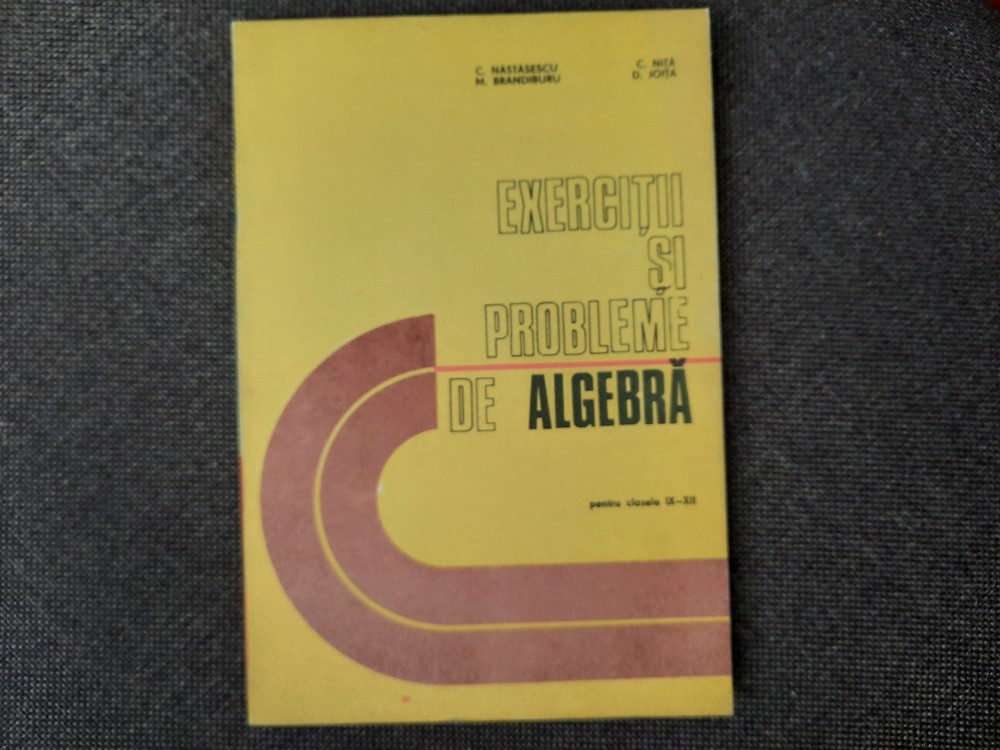 C. NĂSTĂSESCU C. NIȚĂ
M. BRANDIBURU D. JOIȚA
EXERCIȚII
ȘI
PROBLEME
DE ALGEBRĂ
pentru clasele IX–XII